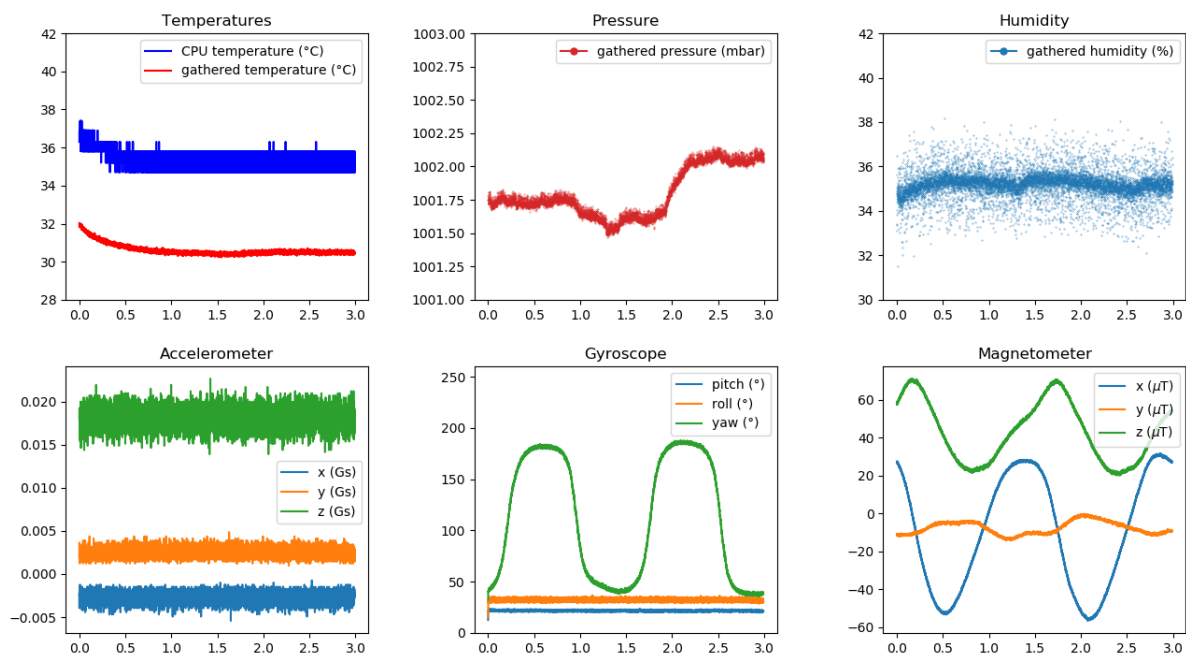 Temperatures
42
40
38
36
34
32
30
28
0.0 0.5 1.0 1.5 2.0 2.5 3.0
CPU temperature (°C)
gathered temperature (°C)
Pressure
1003.00
1002.75
1002.50
1002.25
1002.00
1001.75
1001.50
1001.25
1001.00
0.0 0.5 1.0 1.5 2.0 2.5 3.0
gathered pressure (mbar)
Humidity
42
40
38
36
34
32
30
0.0 0.5 1.0 1.5 2.0 2.5 3.0
gathered humidity (%)
Accelerometer
0.020
0.015
0.010
0.005
0.000
−0.005
0.0 0.5 1.0 1.5 2.0 2.5 3.0
x (Gs)
y (Gs)
z (Gs)
Gyroscope
250
200
150
100
50
0
0.0 0.5 1.0 1.5 2.0 2.5 3.0
pitch (°)
roll (°)
yaw (°)
Magnetometer
60
40
20
0
−20
−40
−60
0.0 0.5 1.0 1.5 2.0 2.5 3.0
x (μT)
y (μT)
z (μT)